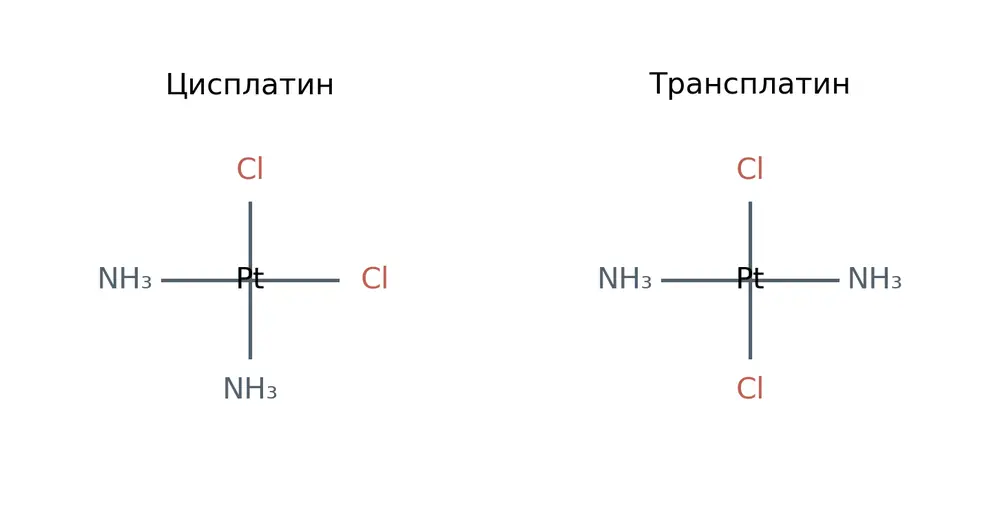 Цисплатин
Cl
NH₃ Pt Cl
NH₃
Трансплатин
Cl
NH₃ Pt NH₃
Cl